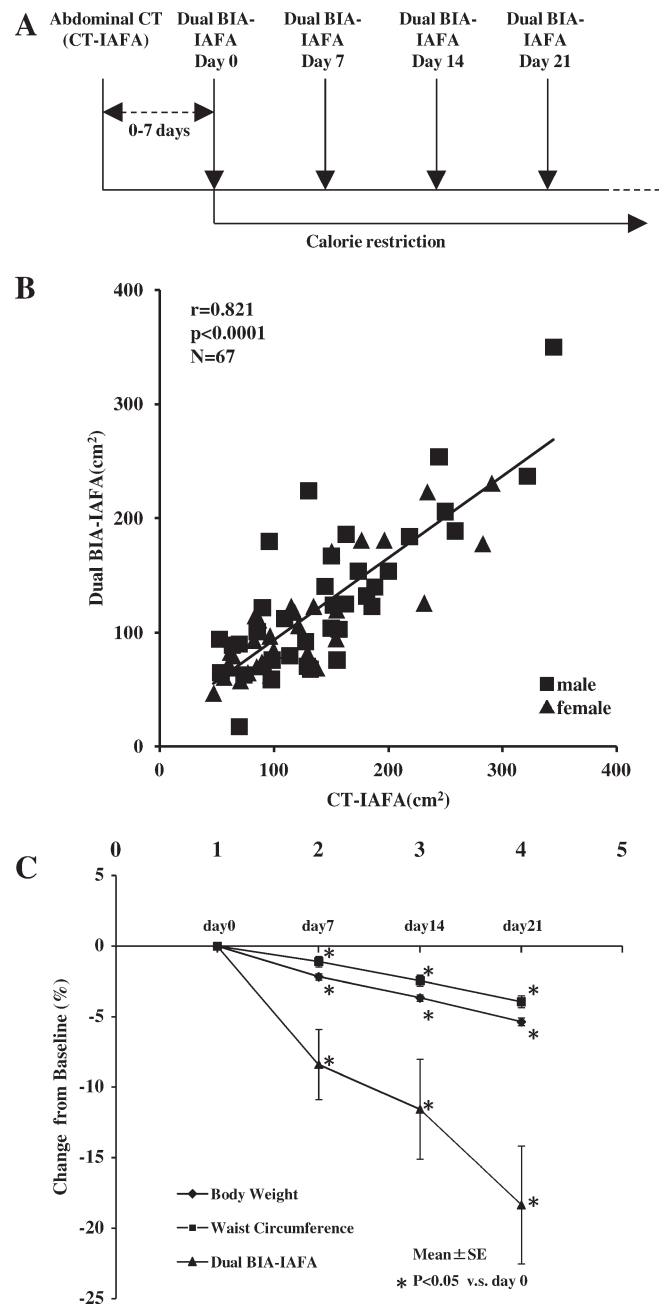 A
Abdominal CT
(CT-IAFA)
Dual BIA-
IAFA
Day 0
Dual BIA-
IAFA
Day 7
Dual BIA-
IAFA
Day 14
Dual BIA-
IAFA
Day 21
0-7 days
Calorie restriction
B
r=0.821
p<0.0001
N=67
400
300
200
100
0
Dual BIA-IAFA(cm²)
male
female
0 100 200 300 400
CT-IAFA(cm²)
C
0 1 2 3 4 5
5
0
-5
-10
-15
-20
-25
Change from Baseline (%)
day0 day7 day14 day21
* * *
* * *
* * *
Body Weight
Waist Circumference
Dual BIA-IAFA
Mean±SE
* P<0.05 v.s. day 0